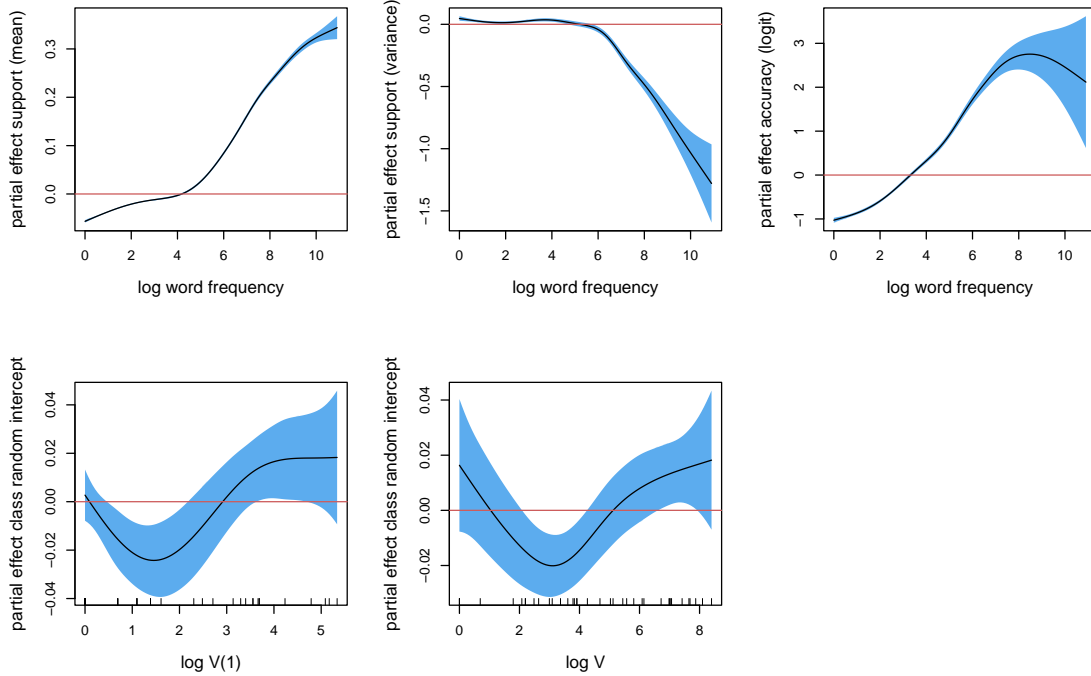 partial effect support (mean)
0.0 0.1 0.2 0.3
0 2 4 6 8 10
log word frequency
partial effect support (variance)
−1.5 −1.0 −0.5 0.0
0 2 4 6 8 10
log word frequency
partial effect accuracy (logit)
−1 0 1 2 3
0 2 4 6 8 10
log word frequency
partial effect class random intercept
−0.04 −0.02 0.00 0.02 0.04
0 1 2 3 4 5
log V(1)
partial effect class random intercept
−0.02 0.00 0.02 0.04
0 2 4 6 8
log V